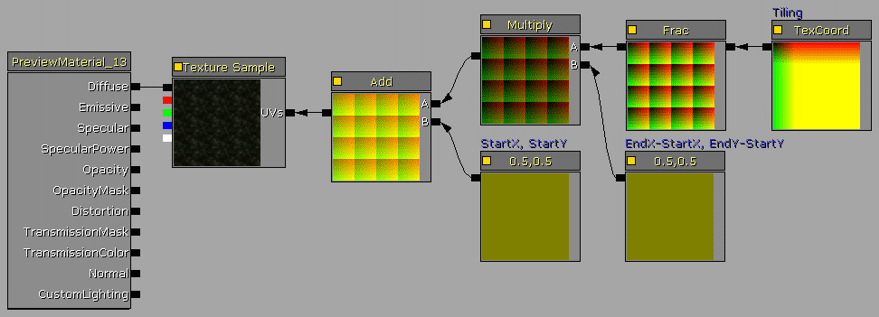 PreviewMaterial_13
Diffuse
Emissive
Specular
SpecularPower
Opacity
OpacityMask
Distortion
TransmissionMask
TransmissionColor
Normal
CustomLighting
Texture Sample
UVs
Add
A
B
Multiply
A
B
StartX, StartY
0.5,0.5
Frac
EndX-StartX, EndY-StartY
0.5,0.5
Tiling
TexCoord